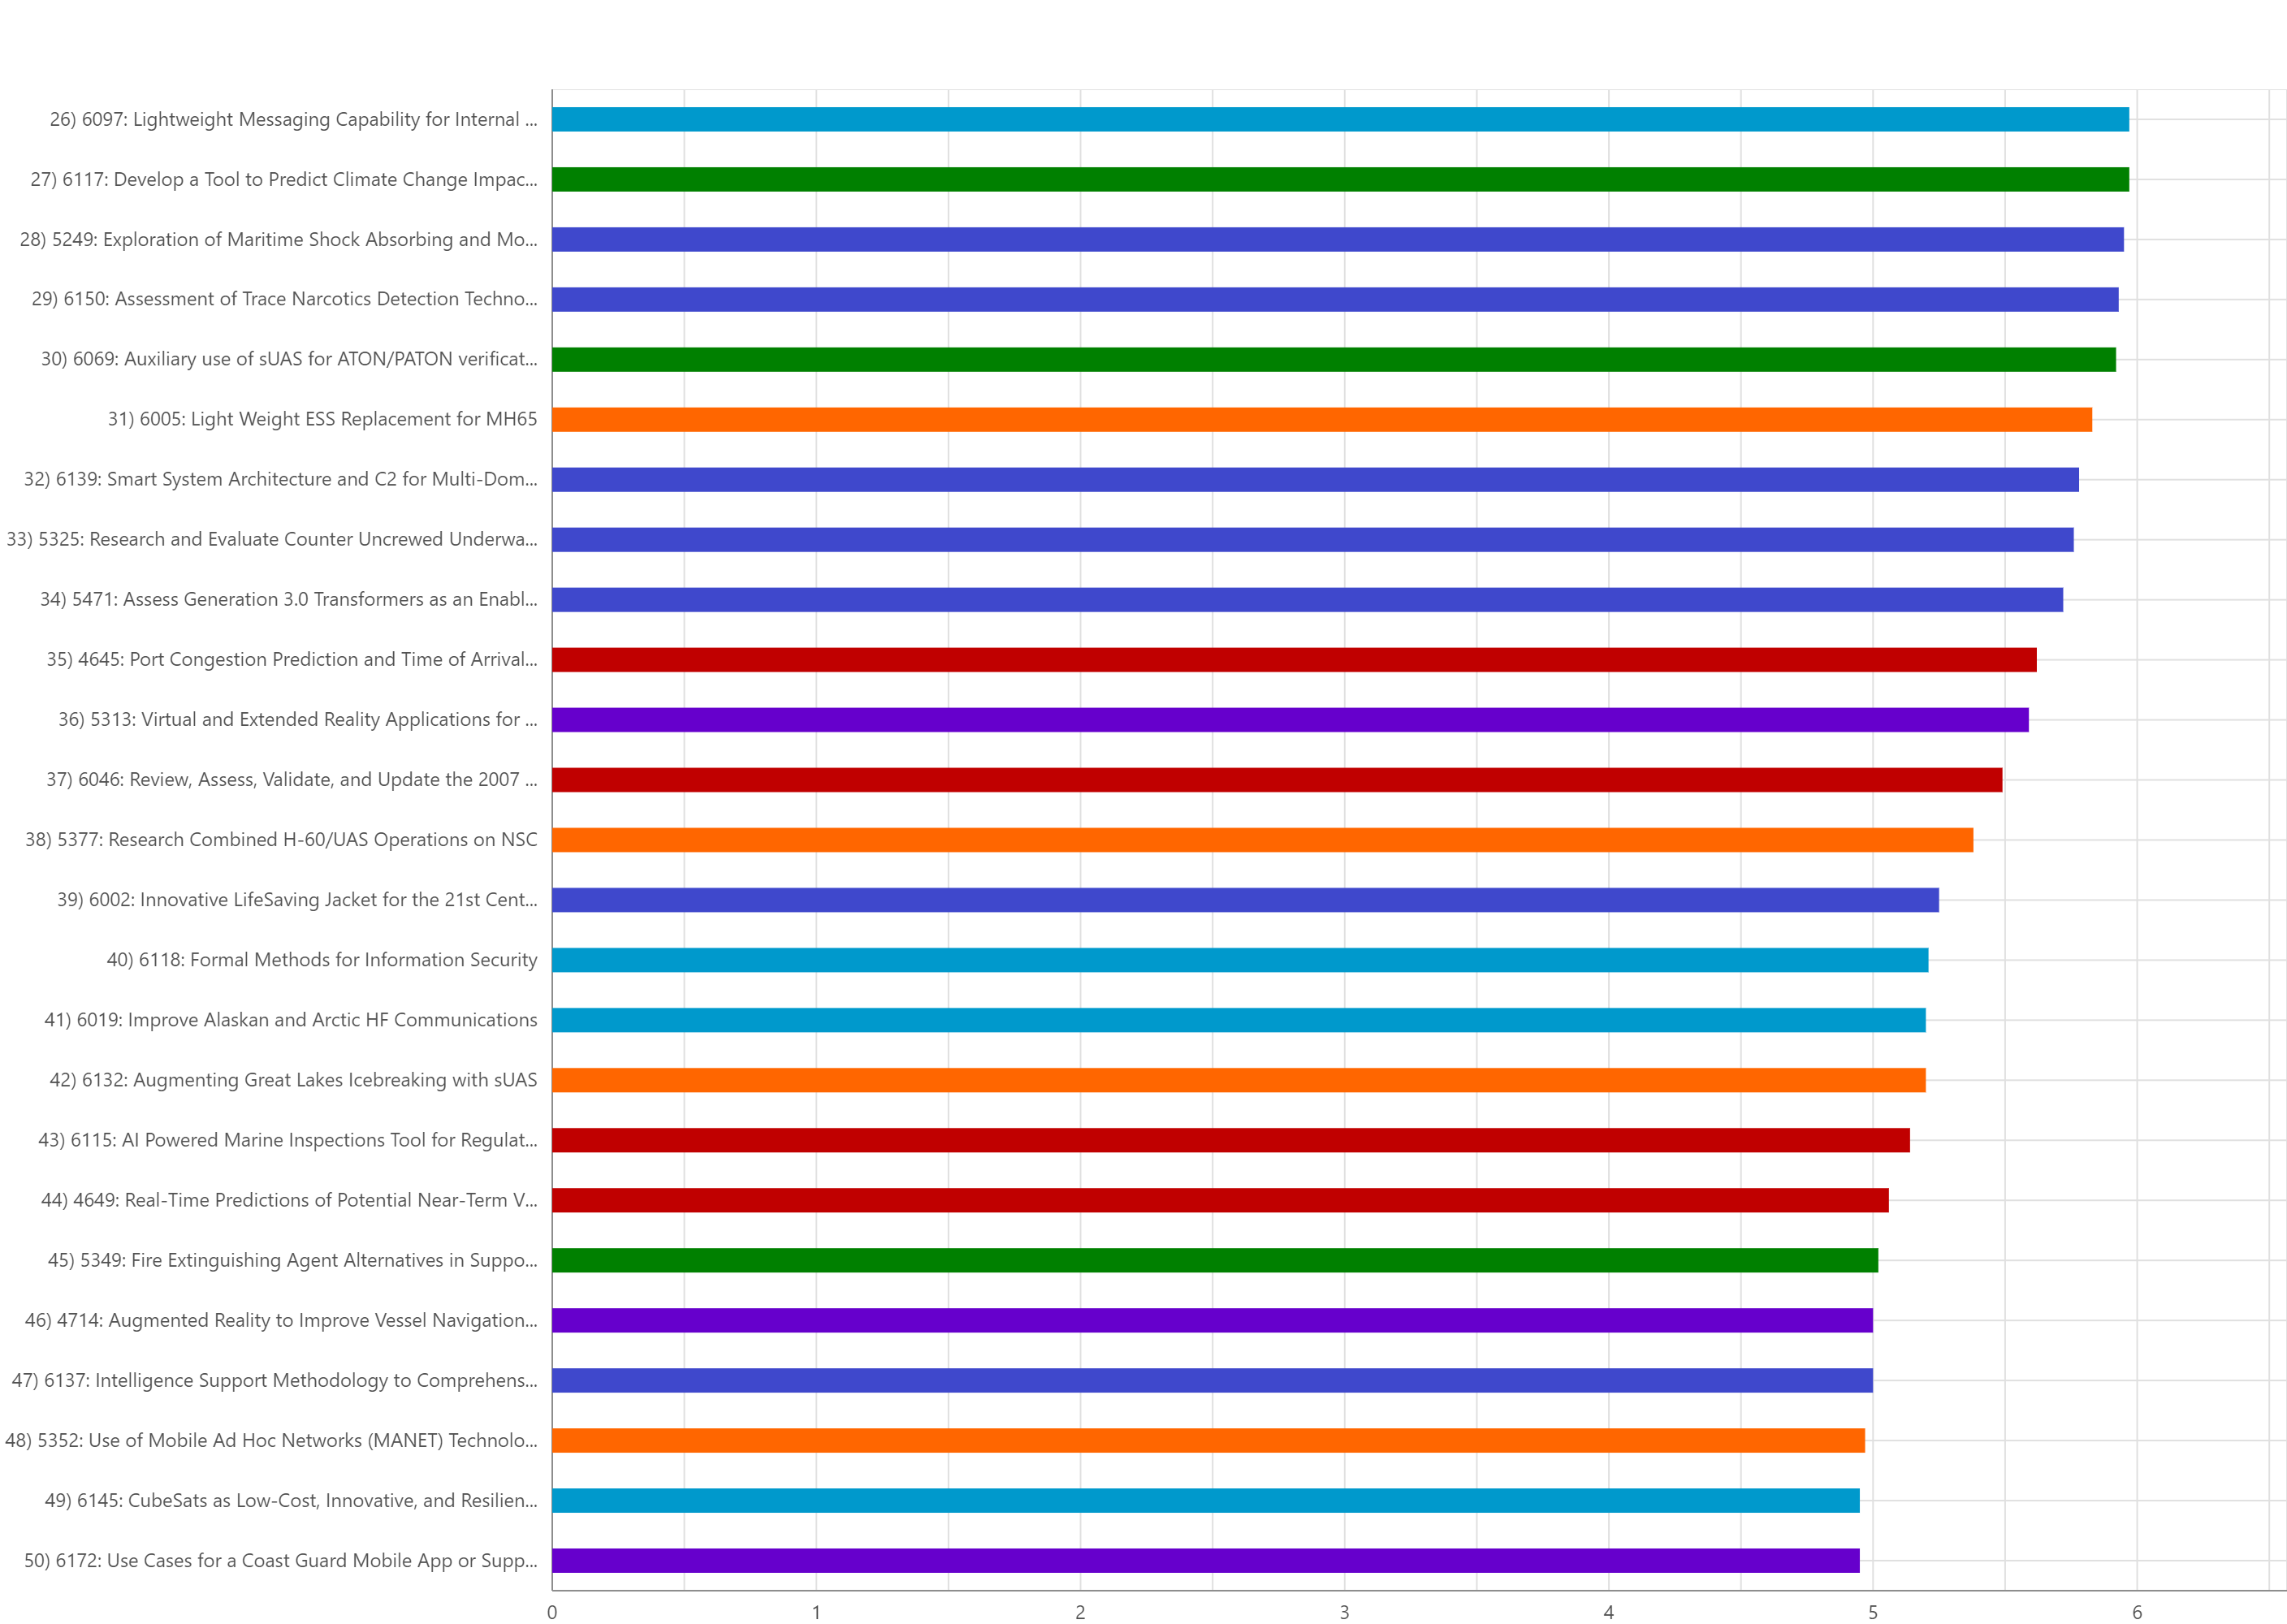 26) 6097: Lightweight Messaging Capability for Internal ...
27) 6117: Develop a Tool to Predict Climate Change Impac...
28) 5249: Exploration of Maritime Shock Absorbing and Mo...
29) 6150: Assessment of Trace Narcotics Detection Techno...
30) 6069: Auxiliary use of sUAS for ATON/PATON verificat...
31) 6005: Light Weight ESS Replacement for MH65
32) 6139: Smart System Architecture and C2 for Multi-Dom...
33) 5325: Research and Evaluate Counter Uncrewed Underwa...
34) 5471: Assess Generation 3.0 Transformers as an Enabl...
35) 4645: Port Congestion Prediction and Time of Arrival...
36) 5313: Virtual and Extended Reality Applications for ...
37) 6046: Review, Assess, Validate, and Update the 2007 ...
38) 5377: Research Combined H-60/UAS Operations on NSC
39) 6002: Innovative LifeSaving Jacket for the 21st Cent...
40) 6118: Formal Methods for Information Security
41) 6019: Improve Alaskan and Arctic HF Communications
42) 6132: Augmenting Great Lakes Icebreaking with sUAS
43) 6115: AI Powered Marine Inspections Tool for Regulat...
44) 4649: Real-Time Predictions of Potential Near-Term V...
45) 5349: Fire Extinguishing Agent Alternatives in Suppo...
46) 4714: Augmented Reality to Improve Vessel Navigation...
47) 6137: Intelligence Support Methodology to Comprehens...
48) 5352: Use of Mobile Ad Hoc Networks (MANET) Technolo...
49) 6145: CubeSats as Low-Cost, Innovative, and Resilien...
50) 6172: Use Cases for a Coast Guard Mobile App or Supp...
0 1 2 3 4 5 6